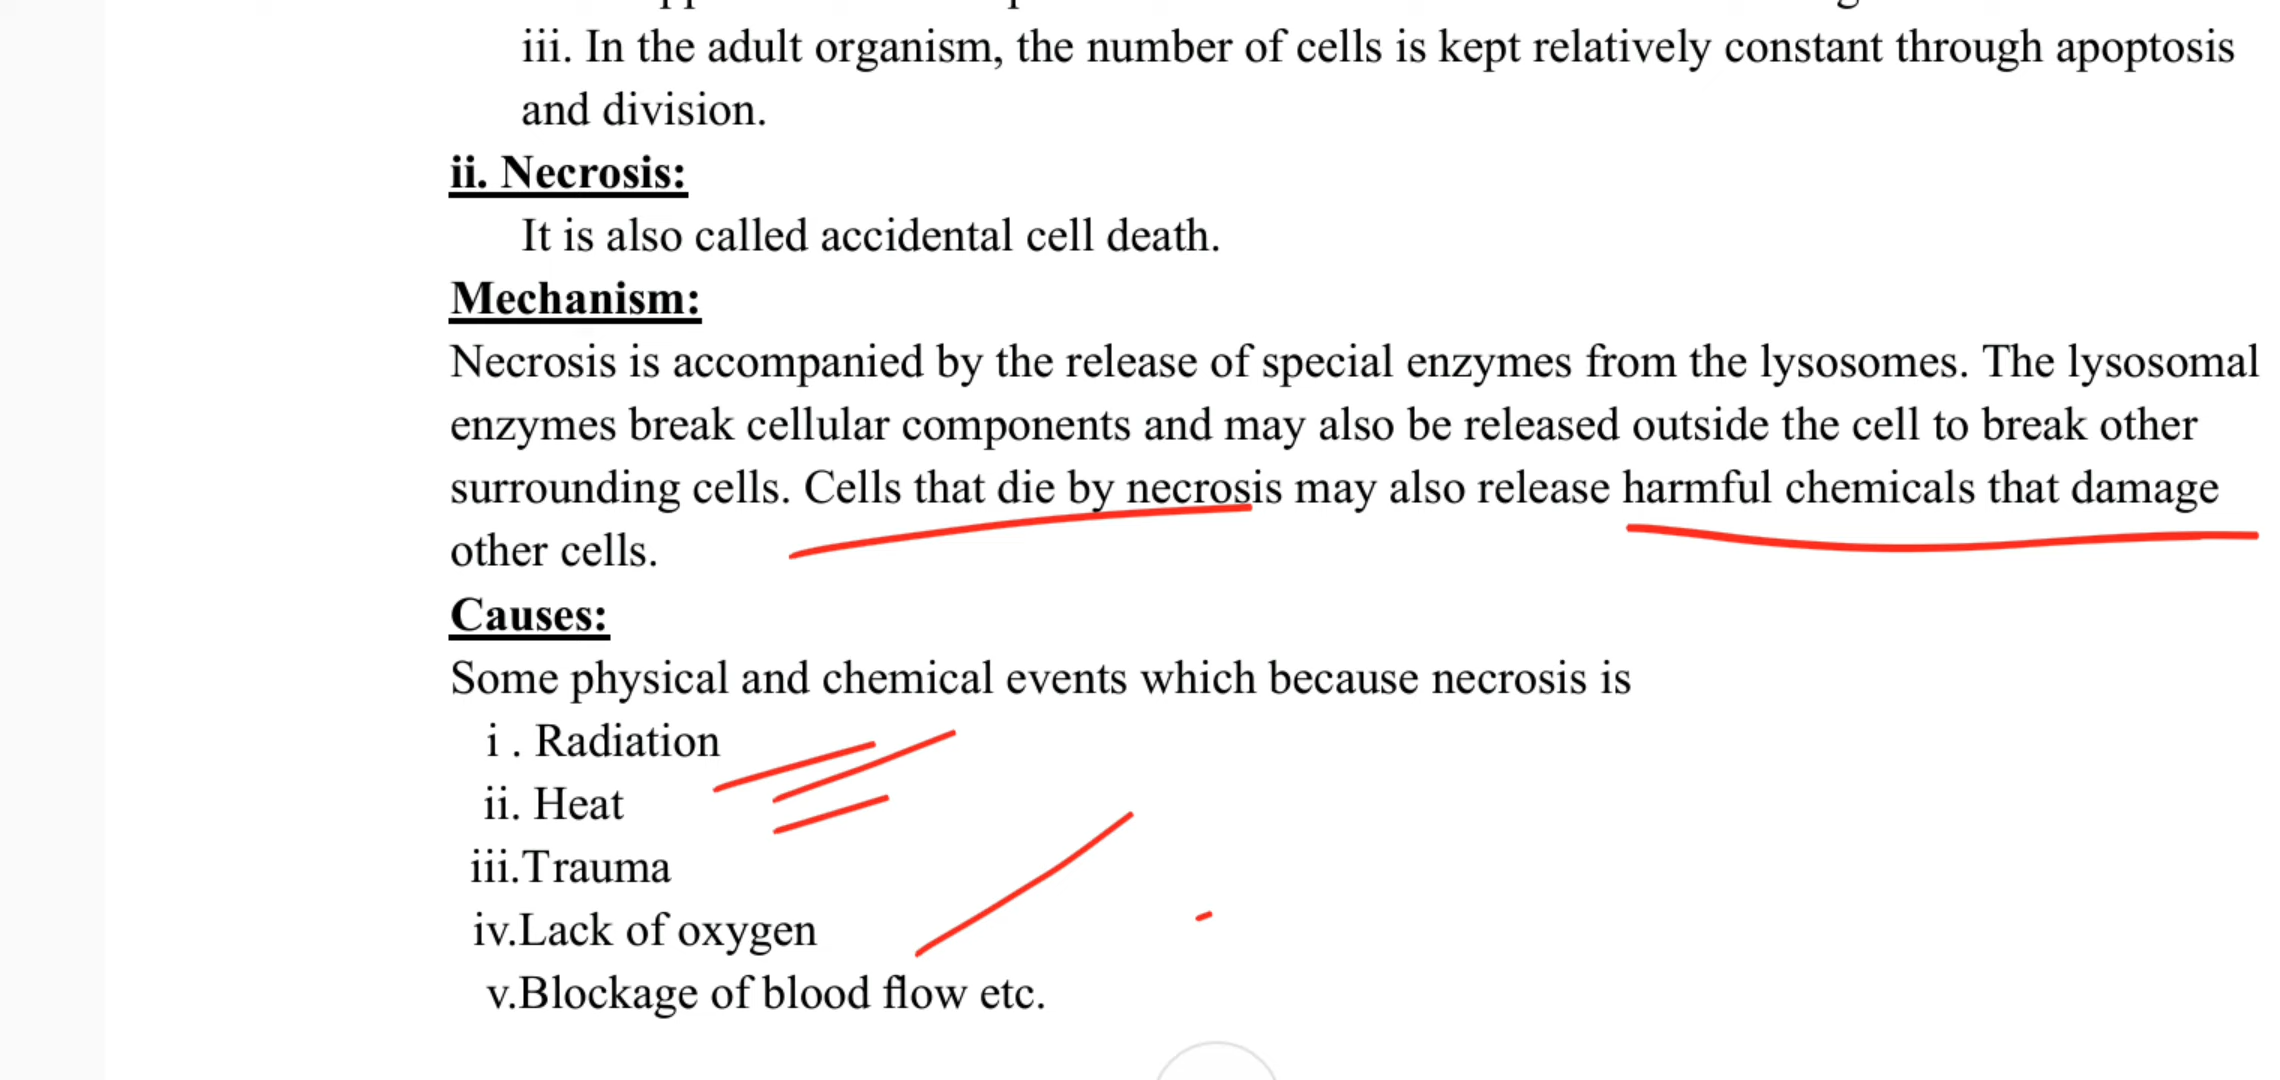 iii. In the adult organism, the number of cells is kept relatively constant through apoptosis
and division.
ii. Necrosis:
It is also called accidental cell death.
Mechanism:
Necrosis is accompanied by the release of special enzymes from the lysosomes. The lysosomal
enzymes break cellular components and may also be released outside the cell to break other
surrounding cells. Cells that die by necrosis may also release harmful chemicals that damage
other cells.
Causes:
Some physical and chemical events which because necrosis is
i . Radiation
ii. Heat
iii.Trauma
iv.Lack of oxygen
v.Blockage of blood flow etc.